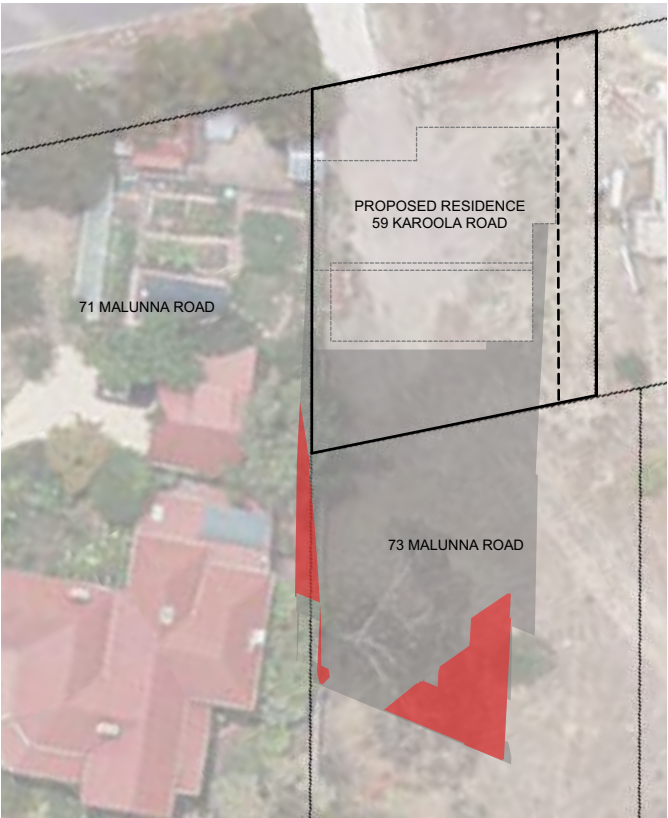 PROPOSED RESIDENCE
59 KAROOLA ROAD
71 MALUNNA ROAD
73 MALUNNA ROAD